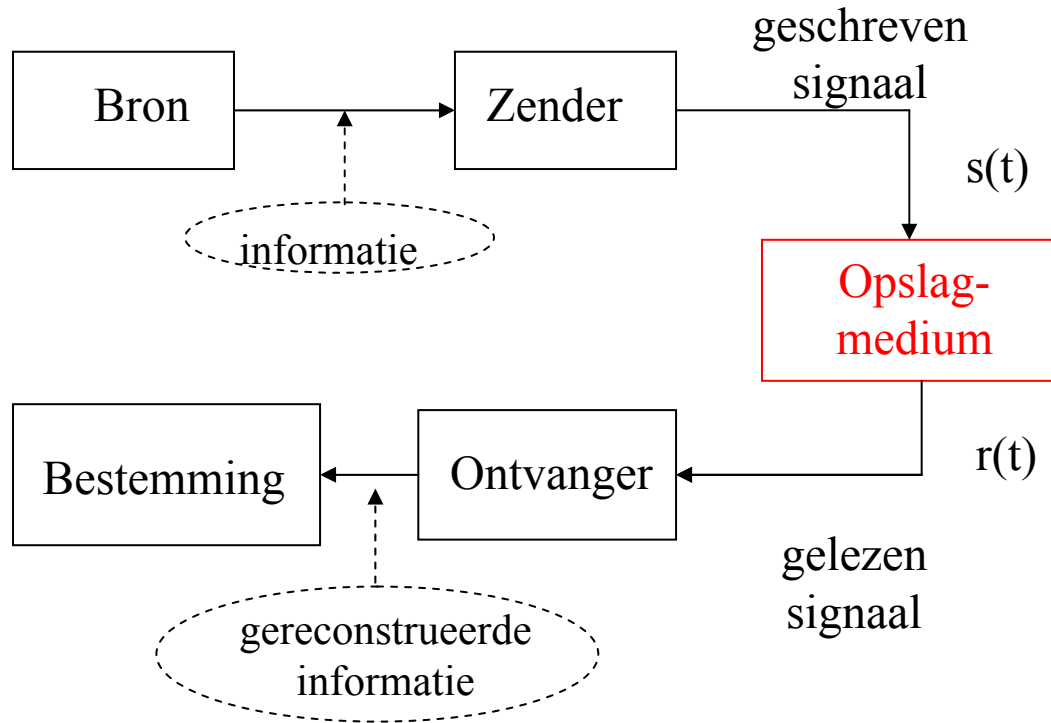 Bron
Zender
geschreven
signaal
s(t)
informatie
Opslag-
medium
r(t)
Ontvanger
Bestemming
gelezen
signaal
gereconstrueerde
informatie